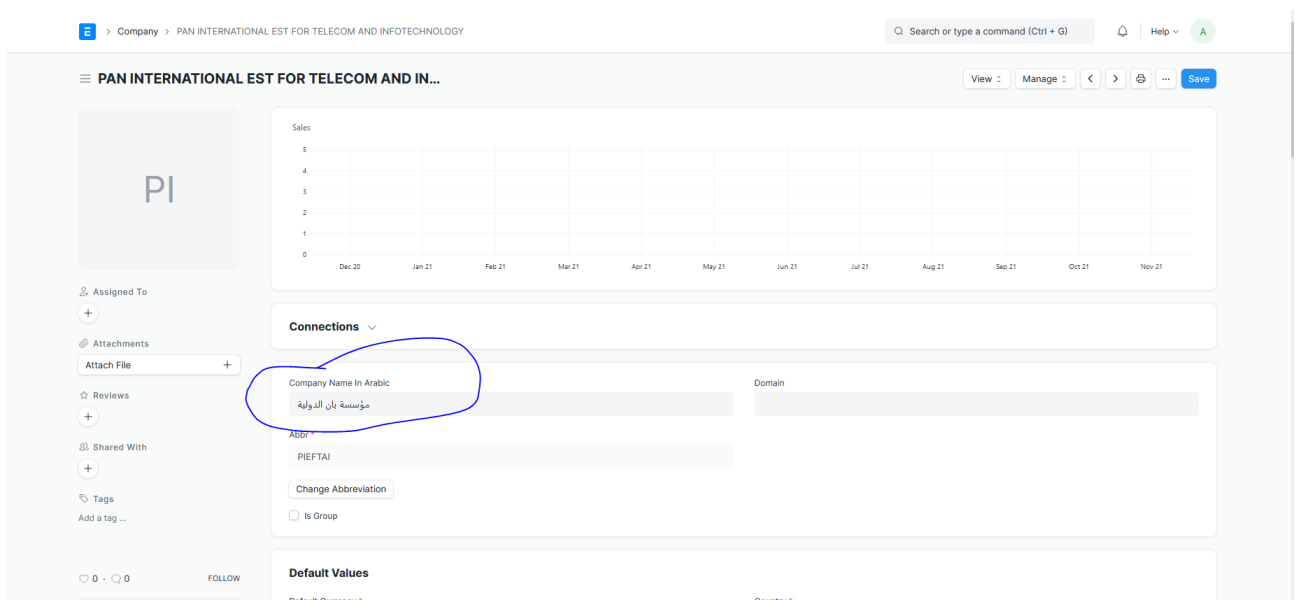 E > Company > PAN INTERNATIONAL EST FOR TELECOM AND INFOTECHNOLOGY
Search or type a command (Ctrl + G)
Help
A
PAN INTERNATIONAL EST FOR TELECOM AND IN...
View
Manage
< > ... Save
PI
Sales
5
4
3
2
1
0
Dec 20 Jan 21 Feb 21 Mar 21 Apr 21 May 21 Jun 21 Jul 21 Aug 21 Sep 21 Oct 21 Nov 21
Assigned To
+
Attachments
Attach File +
Reviews
+
Shared With
+
Tags
Add a tag ...
0 · 0 FOLLOW
Connections
Company Name In Arabic
مؤسسة بان الدولية
Domain
Abbr *
PIEFTAI
Change Abbreviation
Is Group
Default Values
Default Currency *
Country *